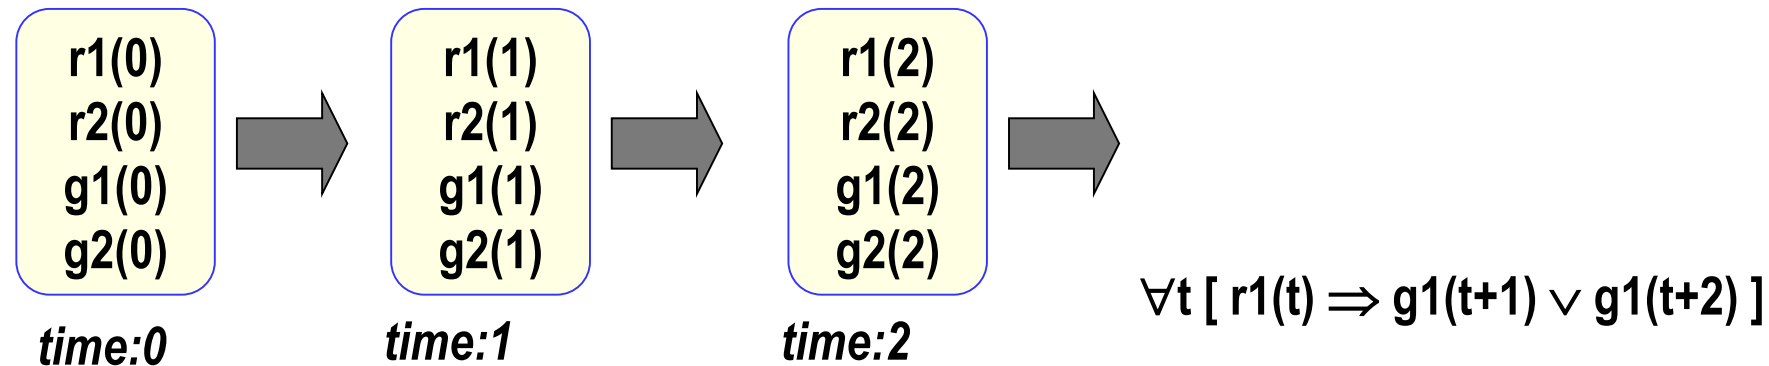 r1(0)
r2(0)
g1(0)
g2(0)
time:0
r1(1)
r2(1)
g1(1)
g2(1)
time:1
r1(2)
r2(2)
g1(2)
g2(2)
time:2
∀t [ r1(t) ⇒ g1(t+1) ∨ g1(t+2) ]